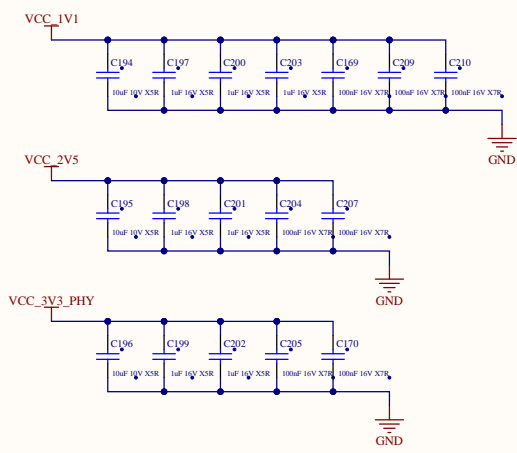 VCC_1V1
C194 C197 C200 C203 C169 C209 C210
10uF 10V X5R 1uF 16V X5R 1uF 16V X5R 1uF 16V X5R 100nF 16V X7R 100nF 16V X7R 100nF 16V X7R
GND
VCC_2V5
C195 C198 C201 C204 C207
10uF 10V X5R 1uF 16V X5R 1uF 16V X5R 100nF 16V X7R 100nF 16V X7R
GND
VCC_3V3_PHY
C196 C199 C202 C205 C170
10uF 10V X5R 1uF 16V X5R 1uF 16V X5R 100nF 16V X7R 100nF 16V X7R
GND